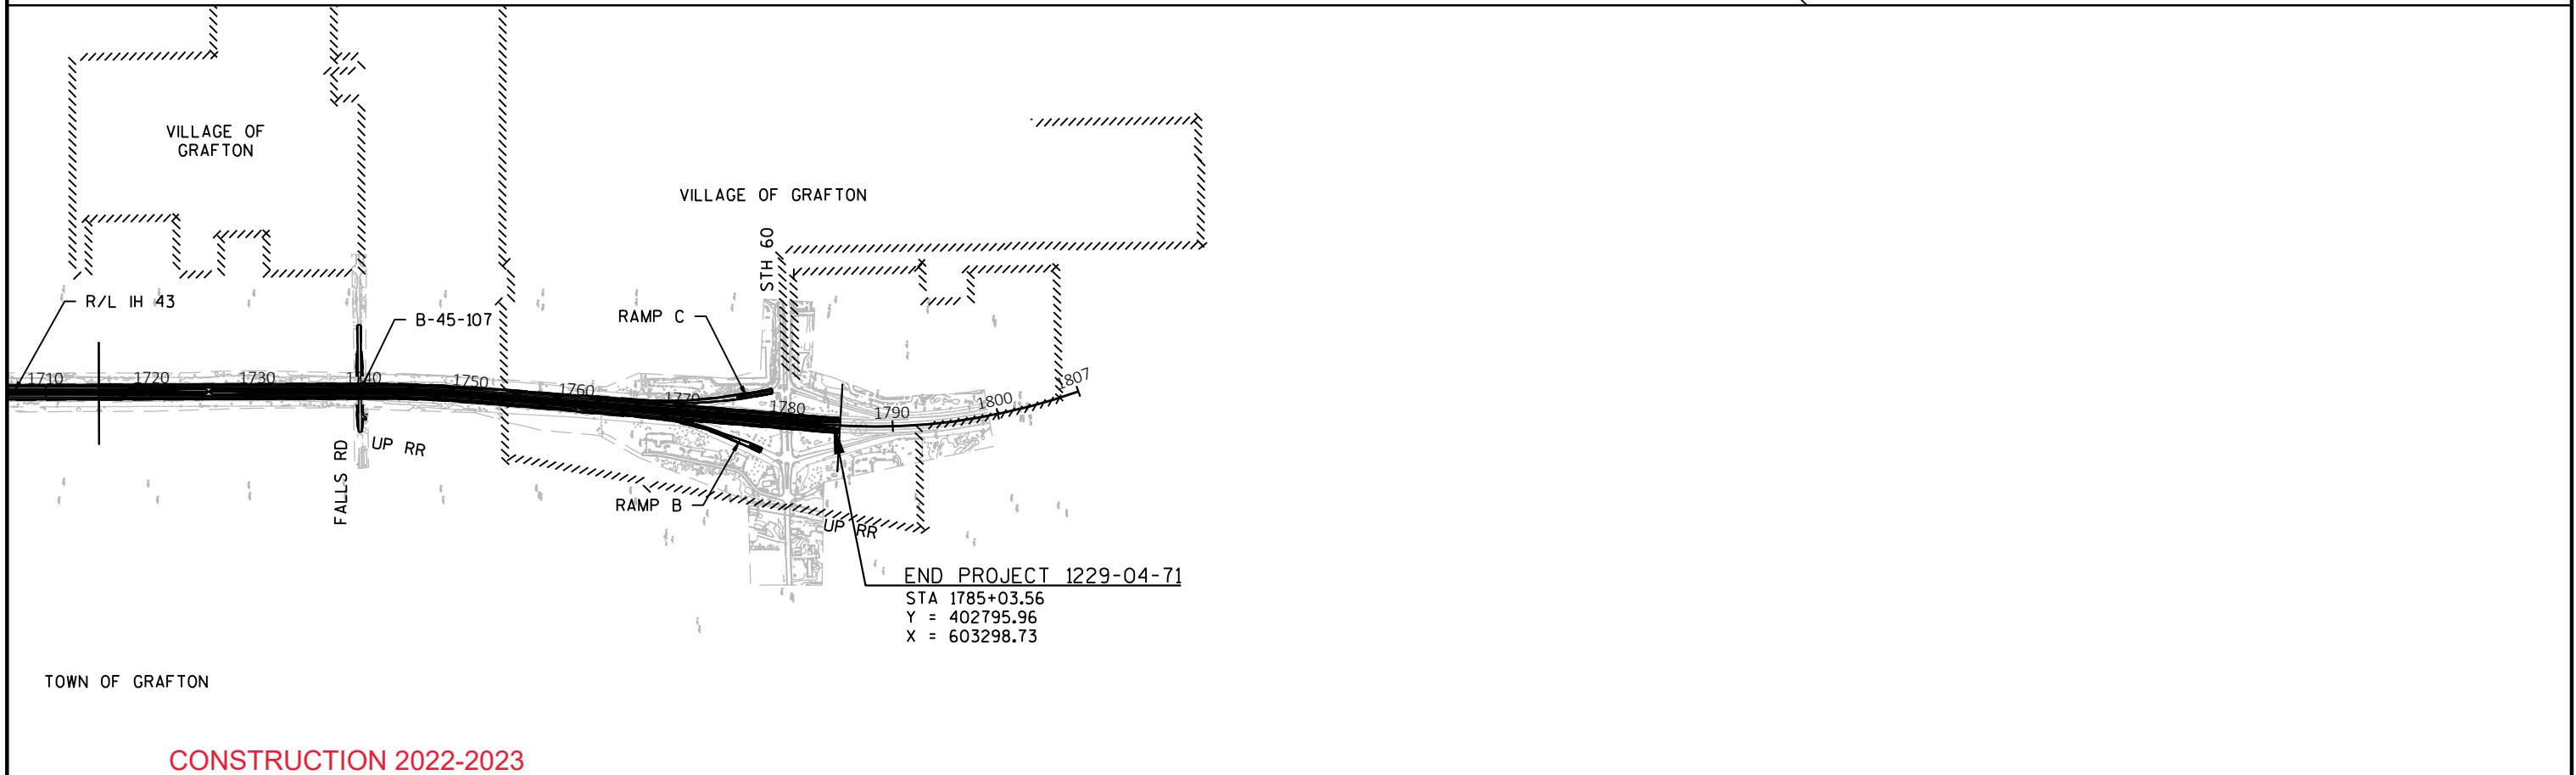 VILLAGE OF
GRAFTON
VILLAGE OF GRAFTON
STH 60
R/L IH 43
B-45-107
RAMP C
1710
1720
1730
1740
1750
1760
1770
1780
1790
1800
1807
FALLS RD
UP RR
RAMP B
UP RR
END PROJECT 1229-04-71
STA 1785+03.56
Y = 402795.96
X = 603298.73
TOWN OF GRAFTON
CONSTRUCTION 2022-2023